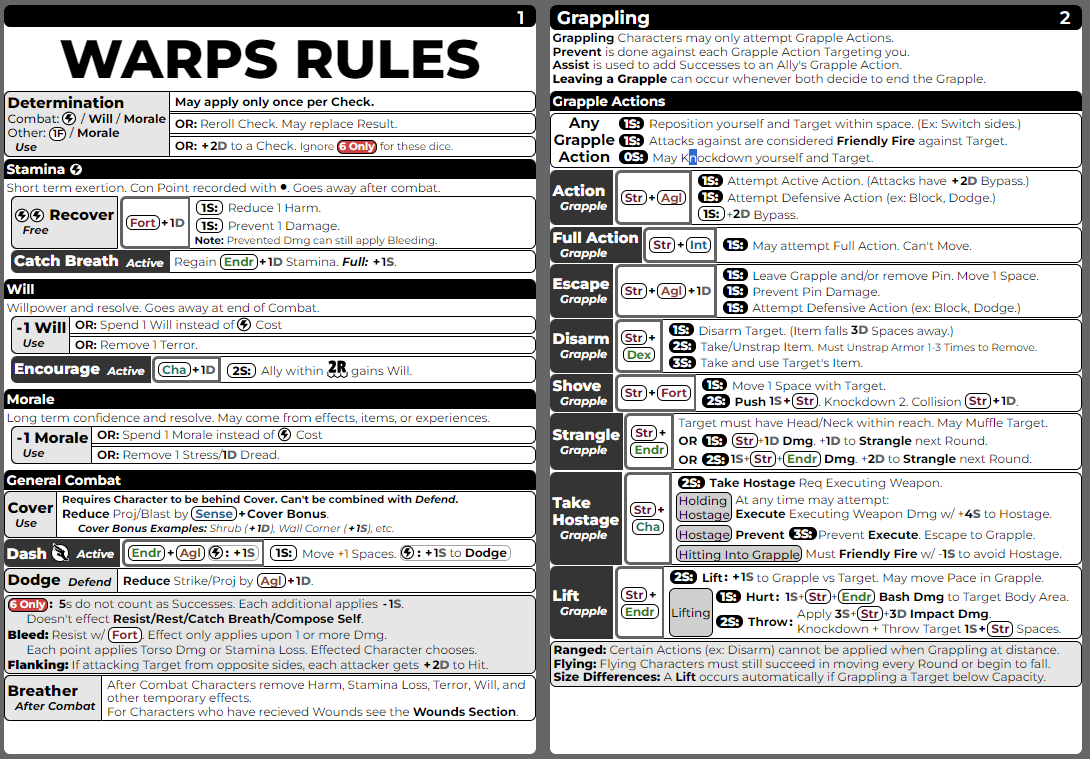 1
WARPS RULES
Determination
Combat: / Will / Morale
Other: 1F / Morale
Use
May apply only once per Check.
OR: Reroll Check. May replace Result.
OR: +2D to a Check. Ignore 6 Only for these dice.
Stamina
Short term exertion. Con Point recorded with •. Goes away after combat.
Recover
Free
Fort +1D
1S: Reduce 1 Harm.
1S: Prevent 1 Damage.
Note: Prevented Dmg can still apply Bleeding.
Catch Breath Active
Regain Endr +1D Stamina. Full: +1S.
Will
Willpower and resolve. Goes away at end of Combat.
-1 Will
Use
OR: Spend 1 Will instead of Cost
OR: Remove 1 Terror.
Encourage Active
Cha +1D
2S: Ally within 2R gains Will.
Morale
Long term confidence and resolve. May come from effects, items, or experiences.
-1 Morale
Use
OR: Spend 1 Morale instead of Cost
OR: Remove 1 Stress/1D Dread.
General Combat
Cover
Use
Requires Character to be behind Cover. Can't be combined with Defend.
Reduce Proj/Blast by Sense +Cover Bonus.
Cover Bonus Examples: Shrub (+1D), Wall Corner (+1S), etc.
Dash Active
Endr + Agl : +1S
1S: Move +1 Spaces. : +1S to Dodge
Dodge Defend
Reduce Strike/Proj by Agl +1D.
6 Only : 5s do not count as Successes. Each additional applies -1S.
Doesn't effect Resist/Rest/Catch Breath/Compose Self.
Bleed: Resist w/ Fort. Effect only applies upon 1 or more Dmg.
Each point applies Torso Dmg or Stamina Loss. Effected Character chooses.
Flanking: If attacking Target from opposite sides, each attacker gets +2D to Hit.
Breather
After Combat
After Combat Characters remove Harm, Stamina Loss, Terror, Will, and
other temporary effects.
For Characters who have recieved Wounds see the Wounds Section.
Grappling 2
Grappling Characters may only attempt Grapple Actions.
Prevent is done against each Grapple Action Targeting you.
Assist is used to add Successes to an Ally's Grapple Action.
Leaving a Grapple can occur whenever both decide to end the Grapple.
Grapple Actions
Any
Grapple
Action
1S: Reposition yourself and Target within space. (Ex: Switch sides.)
1S: Attacks against are considered Friendly Fire against Target.
0S: May Knockdown yourself and Target.
Action
Grapple
Str + Agl
1S: Attempt Active Action. (Attacks have +2D Bypass.)
1S: Attempt Defensive Action (ex: Block, Dodge.)
1S: +2D Bypass.
Full Action
Grapple
Str + Int
1S: May attempt Full Action. Can't Move.
Escape
Grapple
Str + Agl +1D
1S: Leave Grapple and/or remove Pin. Move 1 Space.
1S: Prevent Pin Damage.
1S: Attempt Defensive Action (ex: Block, Dodge.)
Disarm
Grapple
Str +
Dex
1S: Disarm Target. (Item falls 3D Spaces away.)
2S: Take/Unstrap Item. Must Unstrap Armor 1-3 Times to Remove.
3S: Take and use Target's Item.
Shove
Grapple
Str + Fort
1S: Move 1 Space with Target.
2S: Push 1S+ Str. Knockdown 2. Collision Str +1D.
Strangle
Grapple
Str +
Endr
Target must have Head/Neck within reach. May Muffle Target.
OR 1S: Str +1D Dmg. +1D to Strangle next Round.
OR 2S: 1S+ Str + Endr Dmg. +2D to Strangle next Round.
Take
Hostage
Grapple
Str +
Cha
2S: Take Hostage Req Executing Weapon.
Holding
Hostage
At any time may attempt:
Execute Executing Weapon Dmg w/ +4S to Hostage.
Hostage Prevent 3S: Prevent Execute. Escape to Grapple.
Hitting Into Grapple Must Friendly Fire w/ -1S to avoid Hostage.
Lift
Grapple
Str +
Endr
2S: Lift: +1S to Grapple vs Target. May move Pace in Grapple.
Lifting
1S: Hurt: 1S+ Str + Endr Bash Dmg to Target Body Area.
2S: Throw: Apply 3S+ Str +3D Impact Dmg.
Knockdown + Throw Target 1S+ Str Spaces.
Ranged: Certain Actions (ex: Disarm) cannot be applied when Grappling at distance.
Flying: Flying Characters must still succeed in moving every Round or begin to fall.
Size Differences: A Lift occurs automatically if Grappling a Target below Capacity.